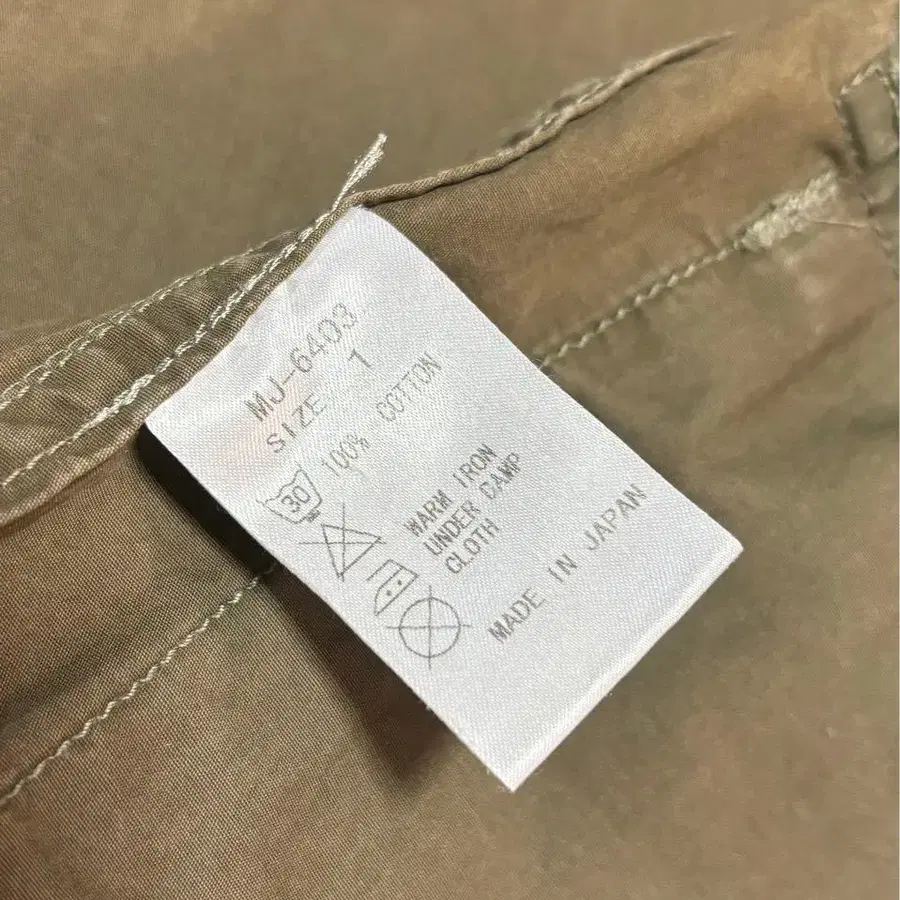 MJ-6403
SIZE 1
100% COTTON
30
WARM IRON
UNDER DAMP
CLOTH
MADE IN JAPAN